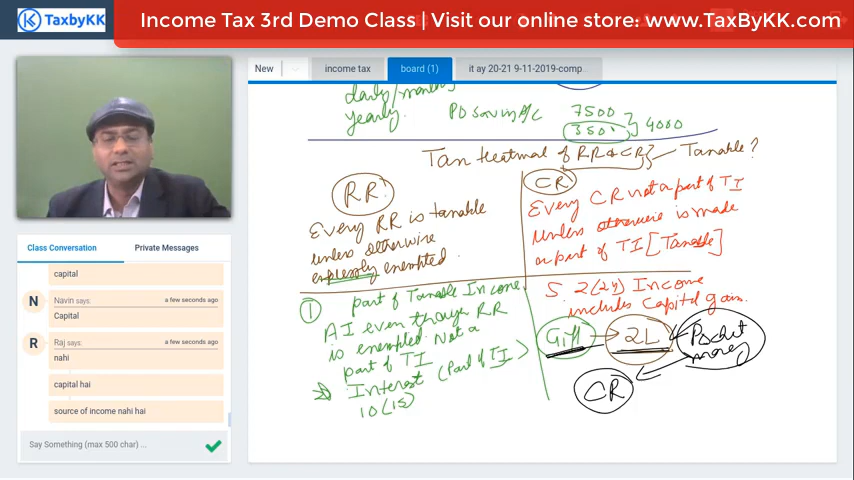 TaxbyKK
Income Tax 3rd Demo Class | Visit our online store: www.TaxByKK.com
New
income tax
board (1)
it ay 20-21 9-11-2019-comp...
daily/monthly
yearly.
PO Saving A/C 7500
3501
4000
Tax treatment of RR & CR
Taxable?
RR:
Every RR is taxable
unless otherwise
expressly exempted.
CR
Every CR not a part of TI
unless otherwise is made
a part of TI [Taxable]
1
part of Taxable Income
AI even though RR
is exempted. Not a
part of TI
Interest (Part of TI)
10(15)
S. 2(24) Income
includes Capital gain.
Gift
2L
Pocket
money
CR
Class Conversation
Private Messages
capital
N
Navin says:
a few seconds ago
Capital
R
Raj says:
a few seconds ago
nahi
capital hai
source of income nahi hai
Say Something (max 500 char) ...